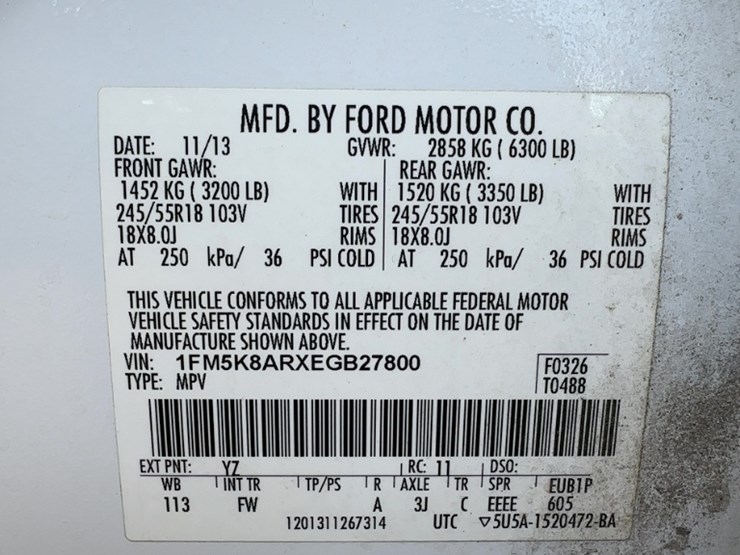 MFD. BY FORD MOTOR CO.
DATE: 11/13 GVWR: 2858 KG ( 6300 LB)
FRONT GAWR: REAR GAWR:
1452 KG ( 3200 LB) WITH 1520 KG ( 3350 LB) WITH
245/55R18 103V TIRES 245/55R18 103V TIRES
18X8.0J RIMS 18X8.0J RIMS
AT 250 kPa/ 36 PSI COLD AT 250 kPa/ 36 PSI COLD
THIS VEHICLE CONFORMS TO ALL APPLICABLE FEDERAL MOTOR
VEHICLE SAFETY STANDARDS IN EFFECT ON THE DATE OF
MANUFACTURE SHOWN ABOVE.
VIN: 1FM5K8ARXEGB27800 F0326
TYPE: MPV T0488
EXT PNT: YZ RC: 11 DSO:
WB INT TR TP/PS R AXLE TR SPR EUB1P
113 FW A 3J C EEEE 605
1201311267314 UTC ▽5U5A-1520472-BA